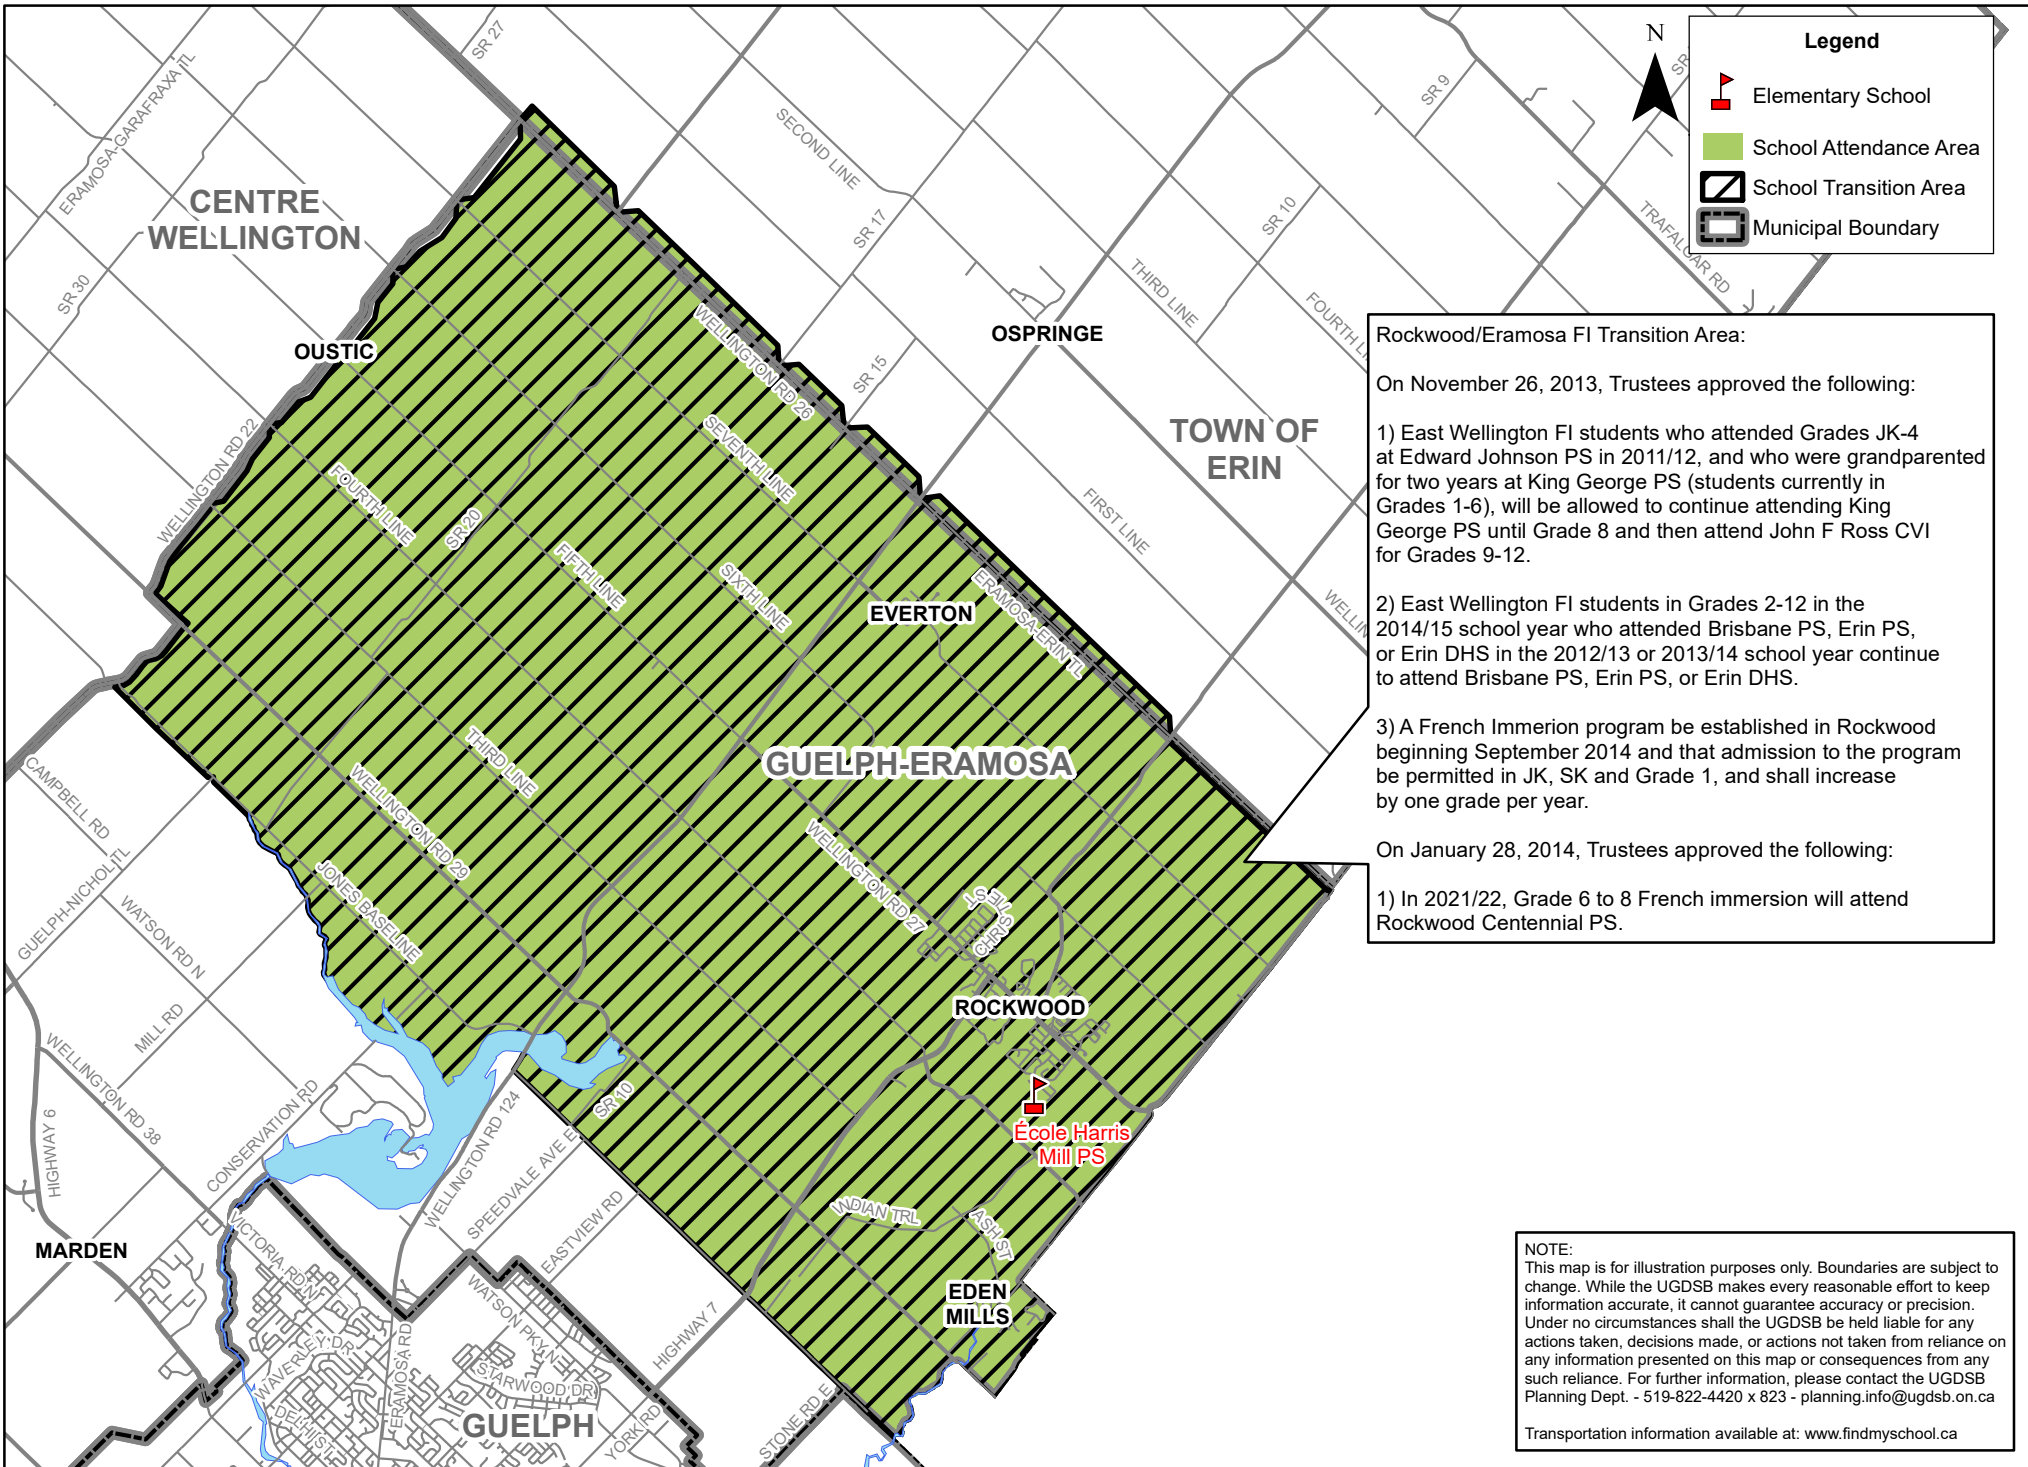 SR 27
ERAMOSA-GARAFRAXA TL
CENTRE
WELLINGTON
SR 30
OUSTIC
WELLINGTON RD 22
SECOND LINE
SR 17
SR 9
SR 10
THIRD LINE
TRAFALGAR RD
OSPRINGE
SR 15
WELLINGTON RD 26
TOWN OF
ERIN
FIRST LINE
SEVENTH LINE
FOURTH LINE
SR 20
FIFTH LINE
SIXTH LINE
EVERTON
ERAMOSA-ERIN TL
GUELPH-ERAMOSA
THIRD LINE
WELLINGTON RD 29
WELLINGTON RD 27
JONES BASELINE
CAMPBELL RD
GUELPH-NICHOL TL
WATSON RD N
MILL RD
WELLINGTON RD 38
HIGHWAY 6
CONSERVATION RD
MARDEN
VICTORIA RD N
WAVERLEY DR
DELHI ST
ERAMOSA RD
WELLINGTON RD 124
SPEEDVALE AVE E
SR 10
EASTVIEW RD
WATSON PKY N
STARWOOD DR
GUELPH
YORK RD
HIGHWAY 7
STONE RD E
ROCKWOOD
École Harris
Mill PS
INDIAN TRL
ASH ST
EDEN
MILLS
N
Legend
Elementary School
School Attendance Area
School Transition Area
Municipal Boundary
Rockwood/Eramosa FI Transition Area:
On November 26, 2013, Trustees approved the following:
1) East Wellington FI students who attended Grades JK-4
at Edward Johnson PS in 2011/12, and who were grandparented
for two years at King George PS (students currently in
Grades 1-6), will be allowed to continue attending King
George PS until Grade 8 and then attend John F Ross CVI
for Grades 9-12.
2) East Wellington FI students in Grades 2-12 in the
2014/15 school year who attended Brisbane PS, Erin PS,
or Erin DHS in the 2012/13 or 2013/14 school year continue
to attend Brisbane PS, Erin PS, or Erin DHS.
3) A French Immerion program be established in Rockwood
beginning September 2014 and that admission to the program
be permitted in JK, SK and Grade 1, and shall increase
by one grade per year.
On January 28, 2014, Trustees approved the following:
1) In 2021/22, Grade 6 to 8 French immersion will attend
Rockwood Centennial PS.
NOTE:
This map is for illustration purposes only. Boundaries are subject to
change. While the UGDSB makes every reasonable effort to keep
information accurate, it cannot guarantee accuracy or precision.
Under no circumstances shall the UGDSB be held liable for any
actions taken, decisions made, or actions not taken from reliance on
any information presented on this map or consequences from any
such reliance. For further information, please contact the UGDSB
Planning Dept. - 519-822-4420 x 823 - planning.info@ugdsb.on.ca
Transportation information available at: www.findmyschool.ca